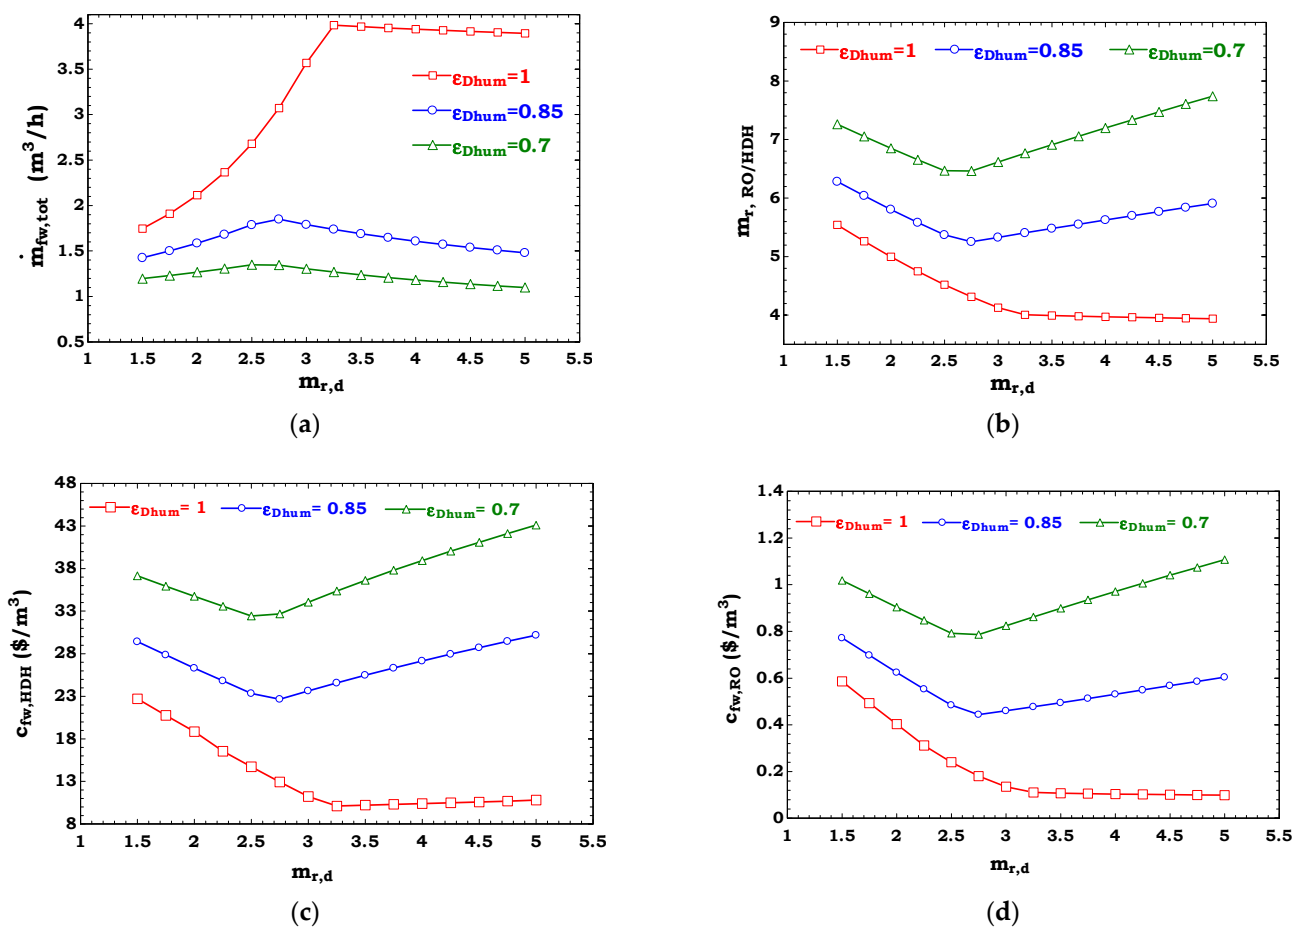 4
3.5
3
2.5
2
1.5
1
0.5
1 1.5 2 2.5 3 3.5 4 4.5 5 5.5
ṁfw,tot (m3/h)
mr,d
εDhum=1
εDhum=0.85
εDhum=0.7
(a)
9
8
7
6
5
4
1 1.5 2 2.5 3 3.5 4 4.5 5 5.5
mr, RO/HDH
mr,d
εDhum=1 εDhum=0.85 εDhum=0.7
(b)
48
43
38
33
28
23
18
13
8
1 1.5 2 2.5 3 3.5 4 4.5 5 5.5
cfw,HDH ($/m3)
mr,d
εDhum= 1 εDhum= 0.85 εDhum= 0.7
(c)
1.4
1.2
1
0.8
0.6
0.4
0.2
0
1 1.5 2 2.5 3 3.5 4 4.5 5 5.5
cfw,RO ($/m3)
mr,d
εDhum= 1 εDhum= 0.85 εDhum= 0.7
(d)